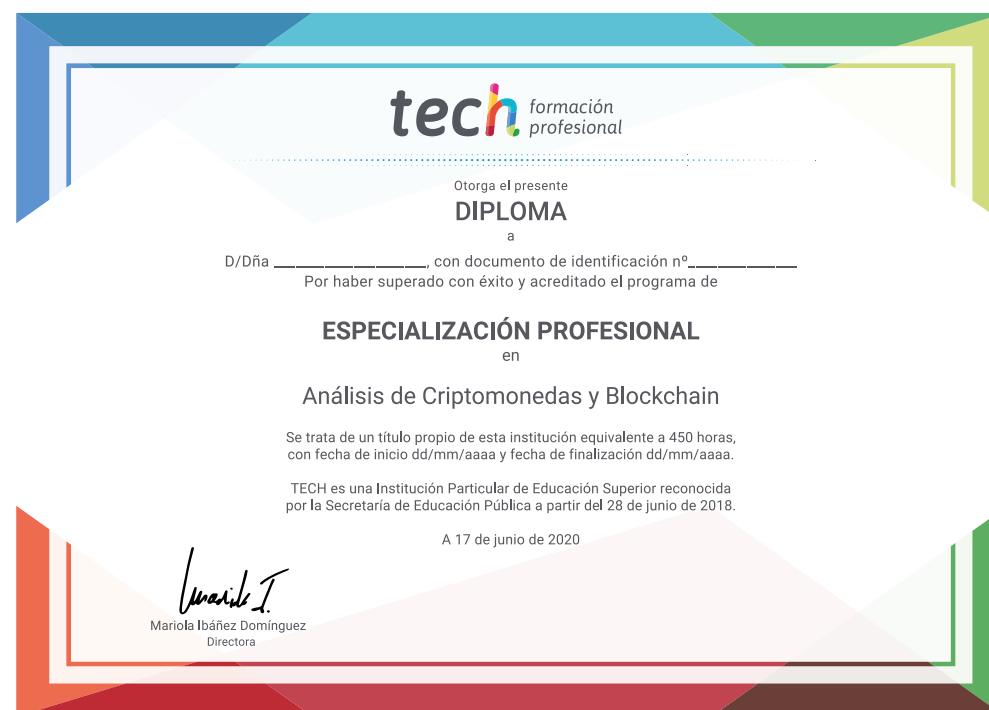 tech formación
profesional
Otorga el presente
DIPLOMA
a
D/Dña ________________, con documento de identificación nº___________
Por haber superado con éxito y acreditado el programa de
ESPECIALIZACIÓN PROFESIONAL
en
Análisis de Criptomonedas y Blockchain
Se trata de un título propio de esta institución equivalente a 450 horas,
con fecha de inicio dd/mm/aaaa y fecha de finalización dd/mm/aaaa.
TECH es una Institución Particular de Educación Superior reconocida
por la Secretaría de Educación Pública a partir del 28 de junio de 2018.
A 17 de junio de 2020
Mariola Ibáñez Domínguez
Directora